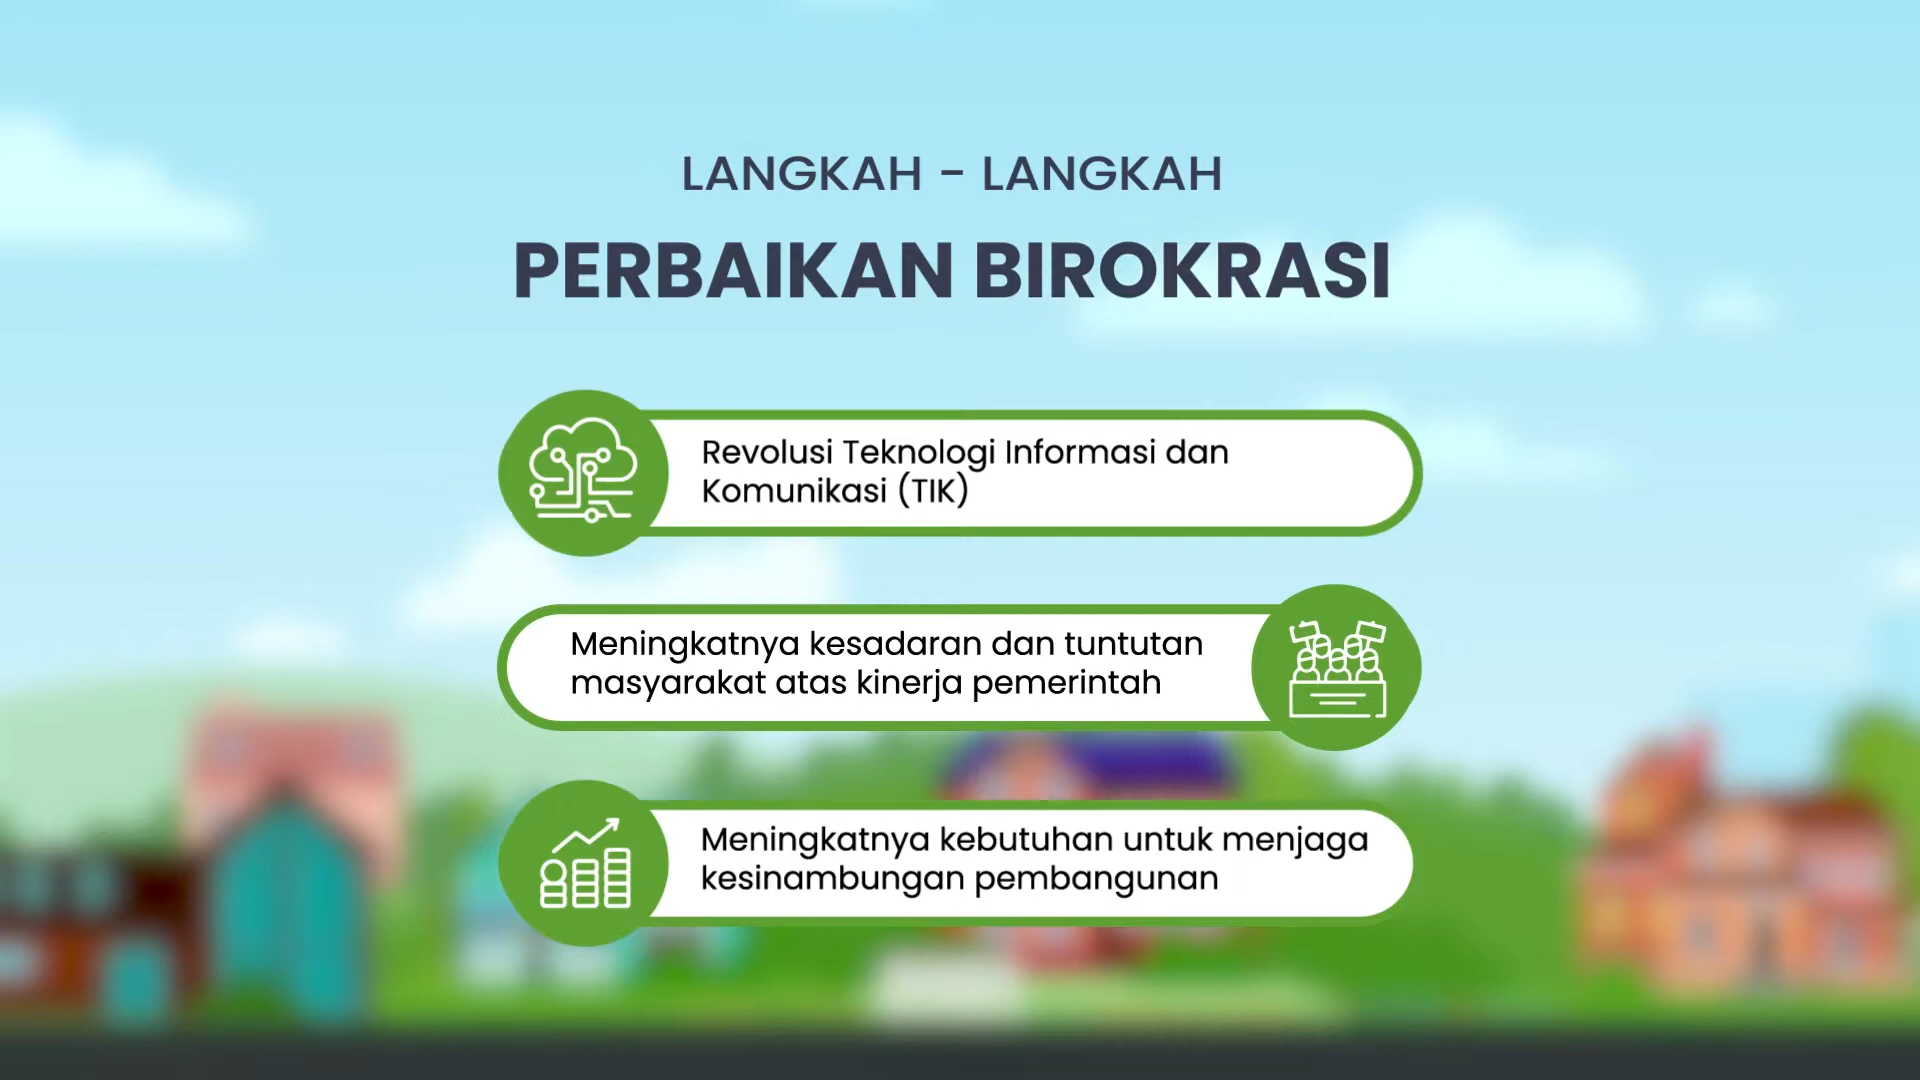 LANGKAH - LANGKAH
PERBAIKAN BIROKRASI
Revolusi Teknologi Informasi dan
Komunikasi (TIK)
Meningkatnya kesadaran dan tuntutan
masyarakat atas kinerja pemerintah
Meningkatnya kebutuhan untuk menjaga
kesinambungan pembangunan